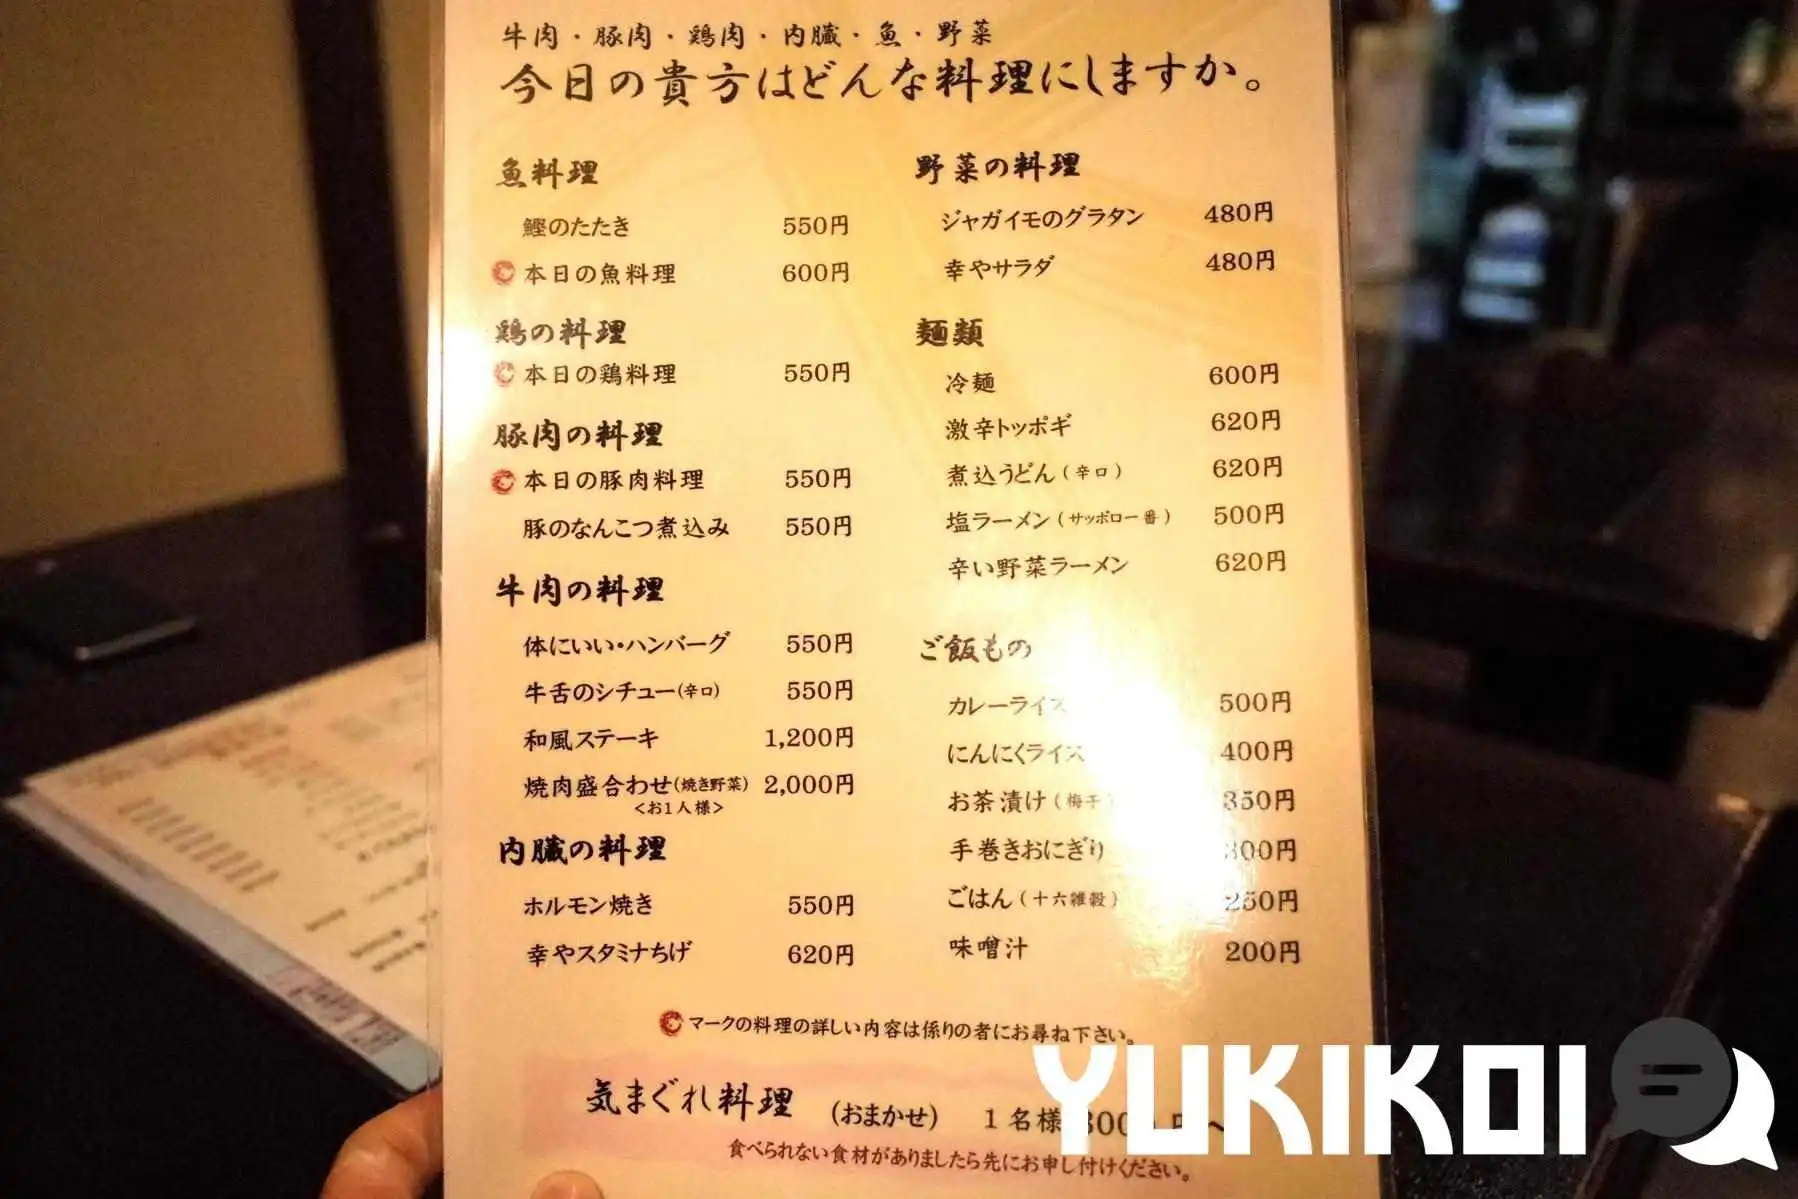 牛肉・豚肉・鶏肉・内臓・魚・野菜
今日の貴方はどんな料理にしますか。
魚料理
鰹のたたき 550円
本日の魚料理 600円
鶏の料理
本日の鶏料理 550円
豚肉の料理
本日の豚肉料理 550円
豚のなんこつ煮込み 550円
牛肉の料理
体にいい・ハンバーグ 550円
牛舌のシチュー(辛口) 550円
和風ステーキ 1,200円
焼肉盛合わせ(焼き野菜) 2,000円
<お1人様>
内臓の料理
ホルモン焼き 550円
幸やスタミナちげ 620円
野菜の料理
ジャガイモのグラタン 480円
幸やサラダ 480円
麺類
冷麺 600円
激辛トッポギ 620円
煮込うどん(辛口) 620円
塩ラーメン(サッポロ一番) 500円
辛い野菜ラーメン 620円
ご飯もの
カレーライス 500円
にんにくライス 400円
お茶漬け(梅干) 350円
手巻きおにぎり 300円
ごはん(十六雑穀) 250円
味噌汁 200円
マークの料理の詳しい内容は係りの者にお尋ね下さい。
気まぐれ料理 (おまかせ) 1名様
食べられない食材がありましたら先にお申し付けください。
YUKIKOI